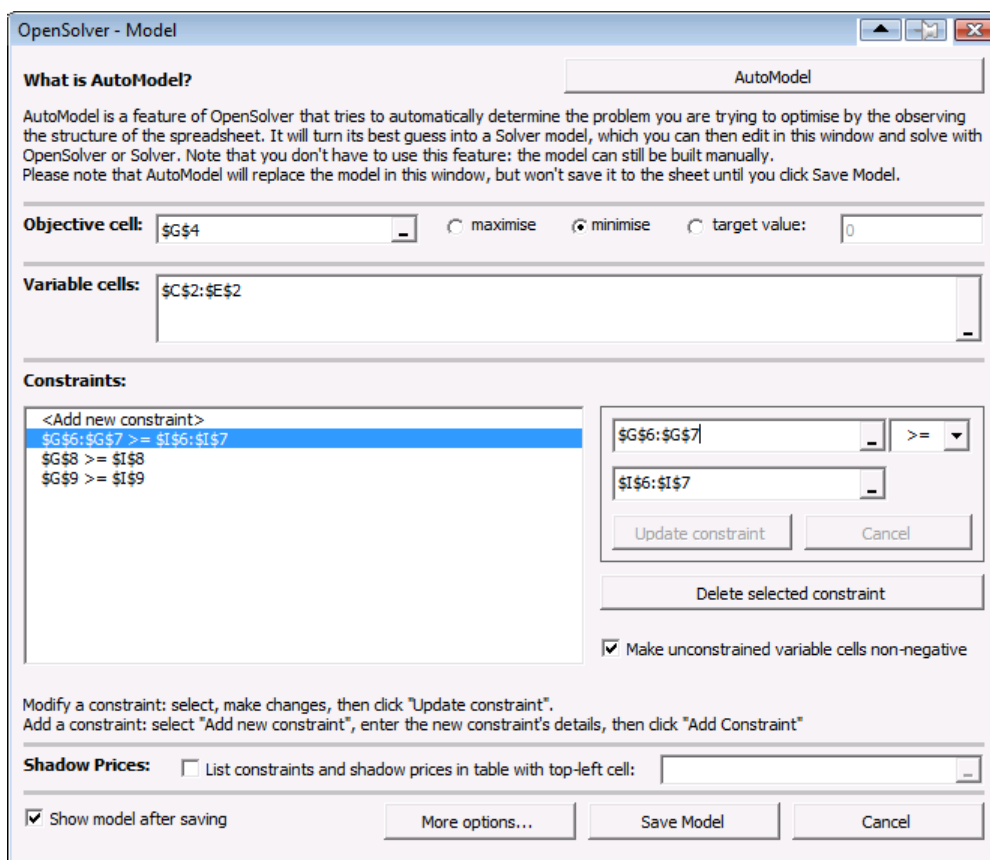 OpenSolver - Model
What is AutoModel?
AutoModel
AutoModel is a feature of OpenSolver that tries to automatically determine the problem you are trying to optimise by the observing
the structure of the spreadsheet. It will turn its best guess into a Solver model, which you can then edit in this window and solve with
OpenSolver or Solver. Note that you don't have to use this feature: the model can still be built manually.
Please note that AutoModel will replace the model in this window, but won't save it to the sheet until you click Save Model.
Objective cell: $G$4 _ maximise minimise target value: 0
Variable cells: $C$2:$E$2 _
Constraints:
<Add new constraint>
$G$6:$G$7 >= $I$6:$I$7
$G$8 >= $I$8
$G$9 >= $I$9
$G$6:$G$7 _ >=
$I$6:$I$7 _
Update constraint Cancel
Delete selected constraint
Make unconstrained variable cells non-negative
Modify a constraint: select, make changes, then click "Update constraint".
Add a constraint: select "Add new constraint", enter the new constraint's details, then click "Add Constraint"
Shadow Prices: List constraints and shadow prices in table with top-left cell: _
Show model after saving More options... Save Model Cancel